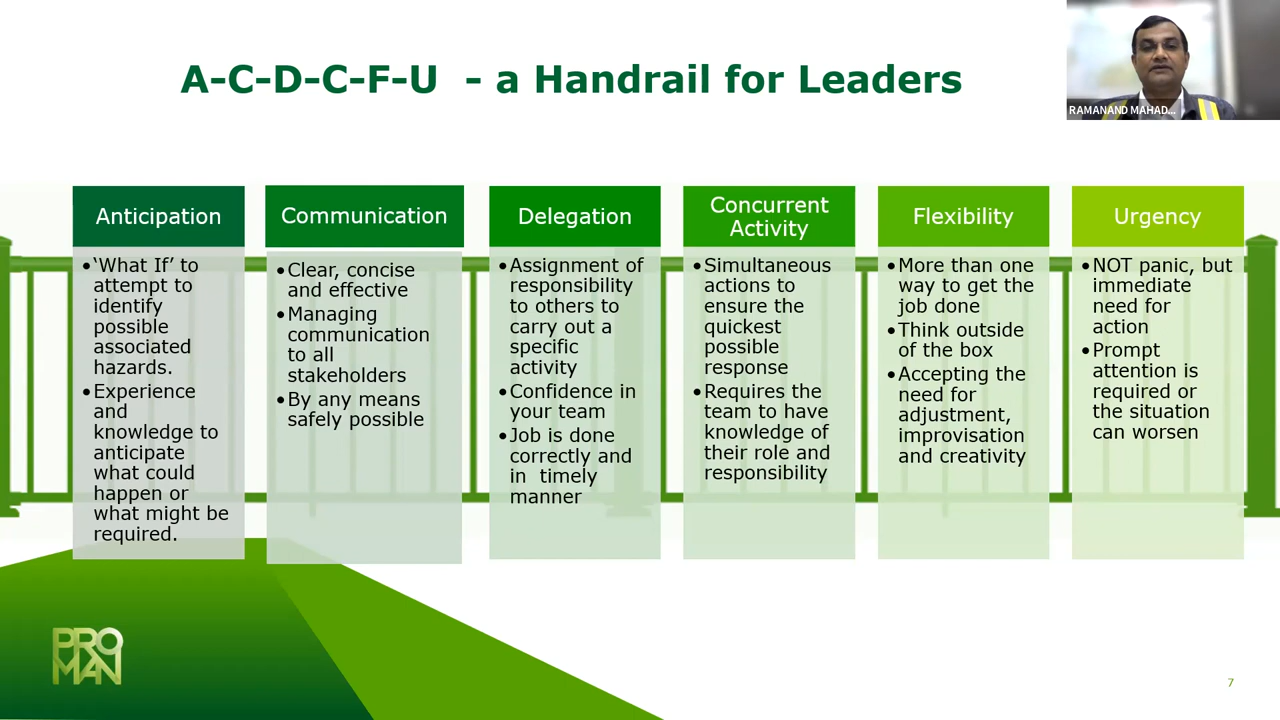 A-C-D-C-F-U - a Handrail for Leaders
RAMANAND MAHAD...
Anticipation
•‘What If’ to
attempt to
identify
possible
associated
hazards.
•Experience
and
knowledge to
anticipate
what could
happen or
what might be
required.
Communication
•Clear, concise
and effective
•Managing
communication
to all
stakeholders
•By any means
safely possible
Delegation
•Assignment of
responsibility
to others to
carry out a
specific
activity
•Confidence in
your team
•Job is done
correctly and
in timely
manner
Concurrent
Activity
•Simultaneous
actions to
ensure the
quickest
possible
response
•Requires the
team to have
knowledge of
their role and
responsibility
Flexibility
•More than one
way to get the
job done
•Think outside
of the box
•Accepting the
need for
adjustment,
improvisation
and creativity
Urgency
•NOT panic, but
immediate
need for
action
•Prompt
attention is
required or
the situation
can worsen
PRO
MAN
7